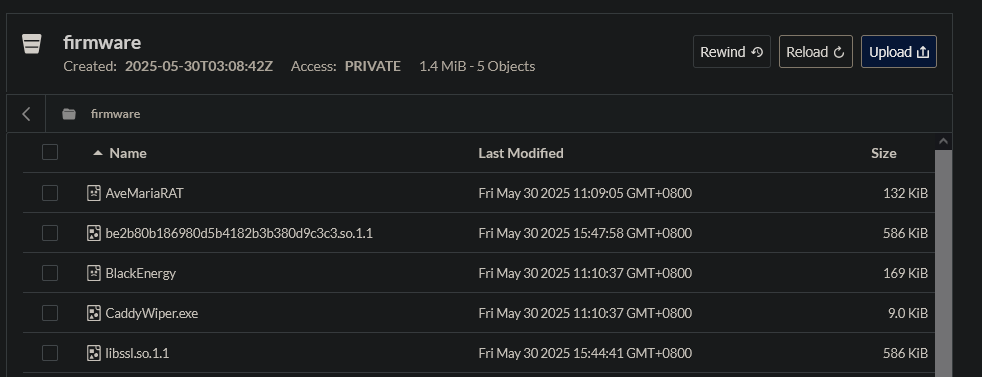 firmware
Created: 2025-05-30T03:08:42Z Access: PRIVATE 1.4 MiB - 5 Objects
Rewind Reload Upload
firmware
Name Last Modified Size
AveMariaRAT Fri May 30 2025 11:09:05 GMT+0800 132 KiB
be2b80b186980d5b4182b3b380d9c3c3.so.1.1 Fri May 30 2025 15:47:58 GMT+0800 586 KiB
BlackEnergy Fri May 30 2025 11:10:37 GMT+0800 169 KiB
CaddyWiper.exe Fri May 30 2025 11:10:37 GMT+0800 9.0 KiB
libssl.so.1.1 Fri May 30 2025 15:44:41 GMT+0800 586 KiB